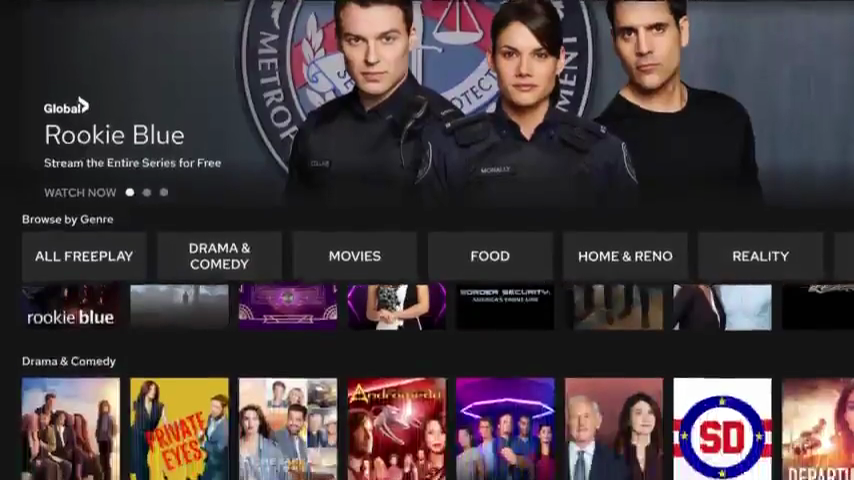 METROP
SE
PROTECT
MENT
Global
Rookie Blue
Stream the Entire Series for Free
MCNALLY
WATCH NOW
Browse by Genre
ALL FREEPLAY
DRAMA &
COMEDY
MOVIES
FOOD
HOME & RENO
REALITY
rookie blue
BORDER SECURITY:
AMERICA'S FRONT LINE
Drama & Comedy
PRIVATE
EYES
Andromeda
SD
DEPARTU